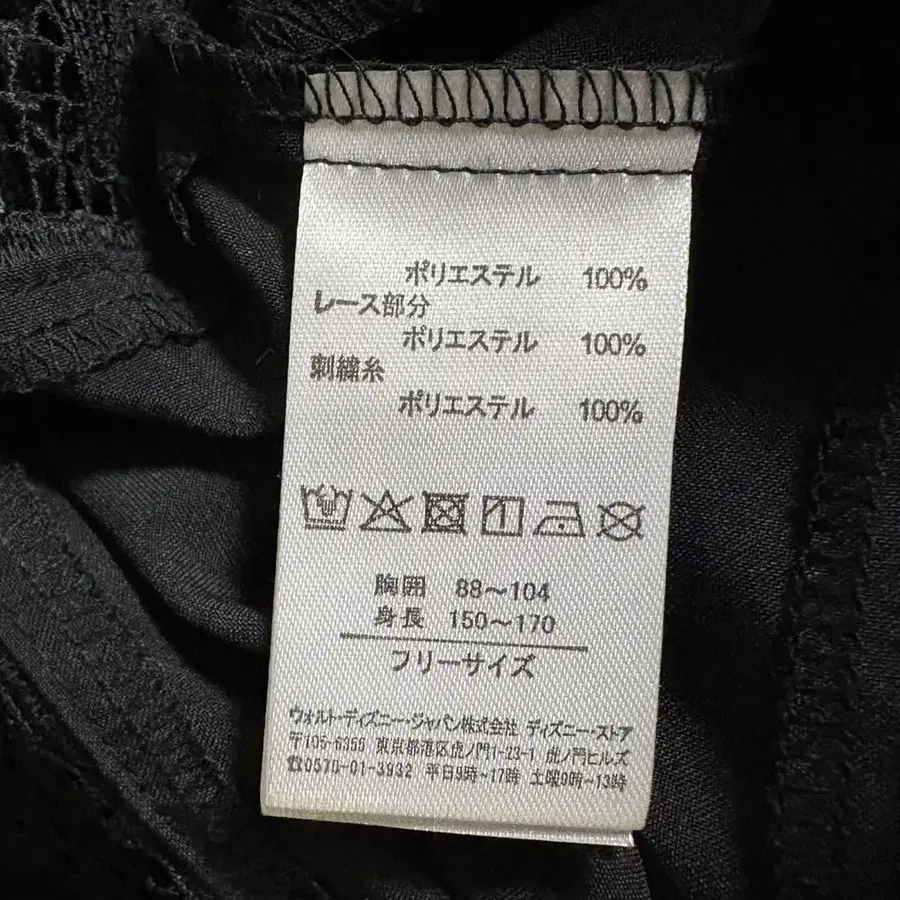 ポリエステル 100%
レース部分
ポリエステル 100%
刺繍糸
ポリエステル 100%
胸囲 88～104
身長 150～170
フリーサイズ
ウォルト・ディズニー・ジャパン株式会社 ディズニー・ストア
〒105-6355 東京都港区虎ノ門1-23-1 虎ノ門ヒルズ
☎0570-01-3932 平日9時～17時 土曜9時～13時